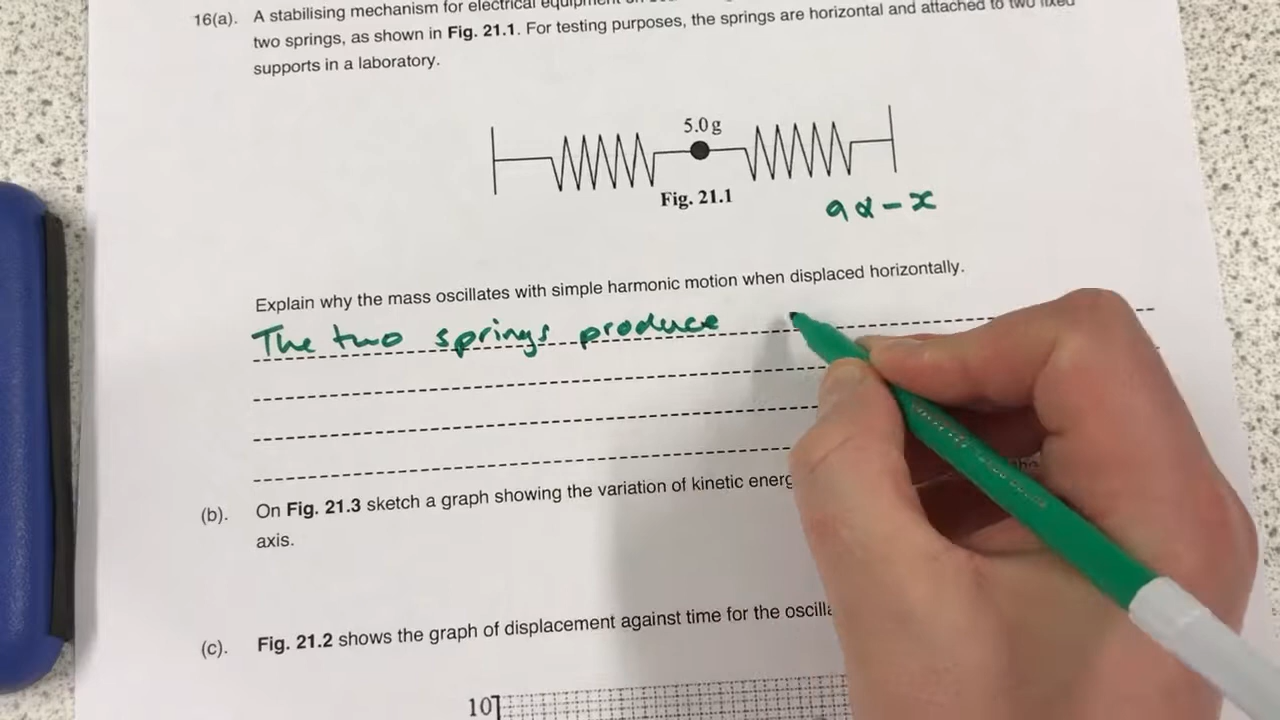 16(a). A stabilising mechanism for electrical equipment on
two springs, as shown in Fig. 21.1. For testing purposes, the springs are horizontal and attached to two fixed
supports in a laboratory.
5.0 g
Fig. 21.1
a α - x
Explain why the mass oscillates with simple harmonic motion when displaced horizontally.
The two springs produce
(b). On Fig. 21.3 sketch a graph showing the variation of kinetic energ
axis.
(c). Fig. 21.2 shows the graph of displacement against time for the oscilla
10